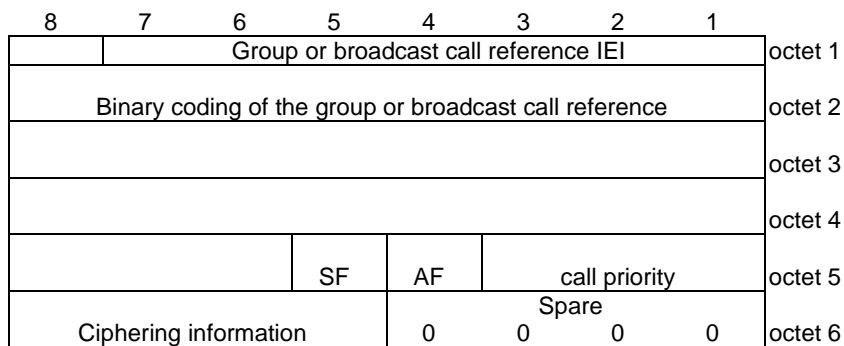 8 7 6 5 4 3 2 1
Group or broadcast call reference IEI octet 1
Binary coding of the group or broadcast call reference octet 2
octet 3
octet 4
SF AF call priority octet 5
Spare
Ciphering information 0 0 0 0 octet 6